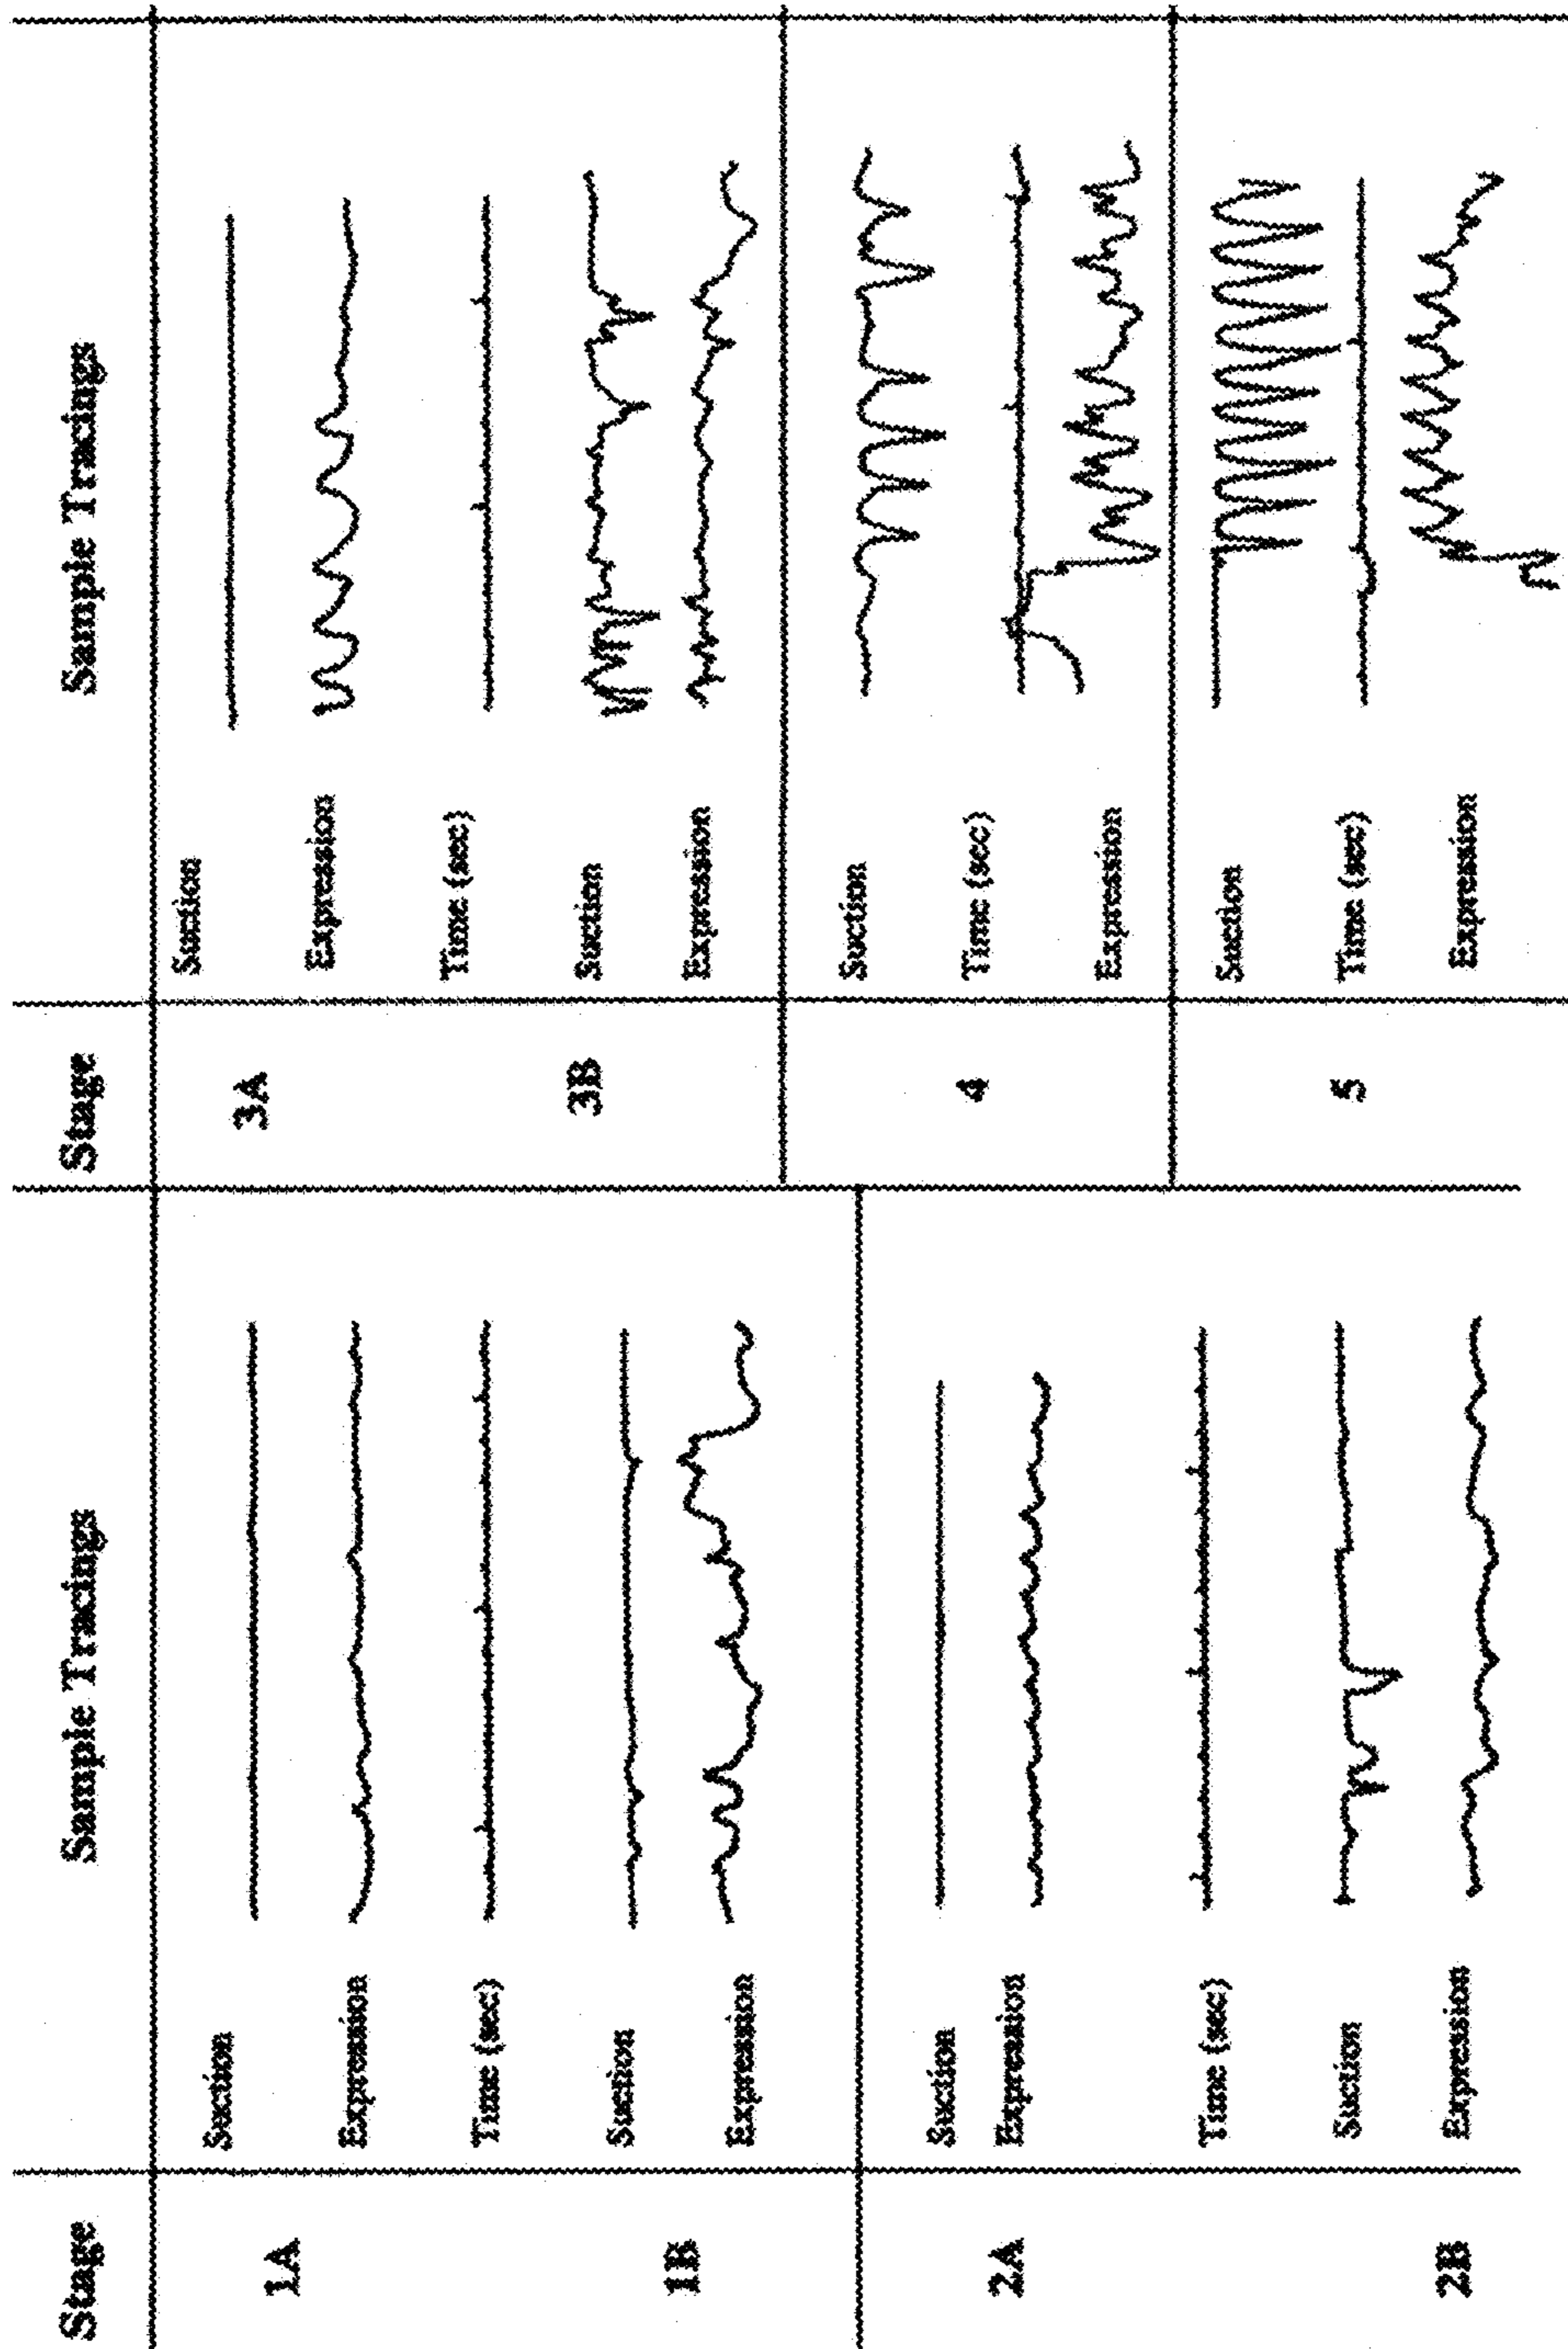 Stage
Sample Tracings
Stage
Sample Tracings
1A
Suction
Expression
Time (sec)
1B
Suction
Expression
2A
Suction
Expression
Time (sec)
2B
Suction
Expression
3A
Suction
Expression
Time (sec)
3B
Suction
Expression
4
Suction
Time (sec)
Expression
5
Suction
Time (sec)
Expression